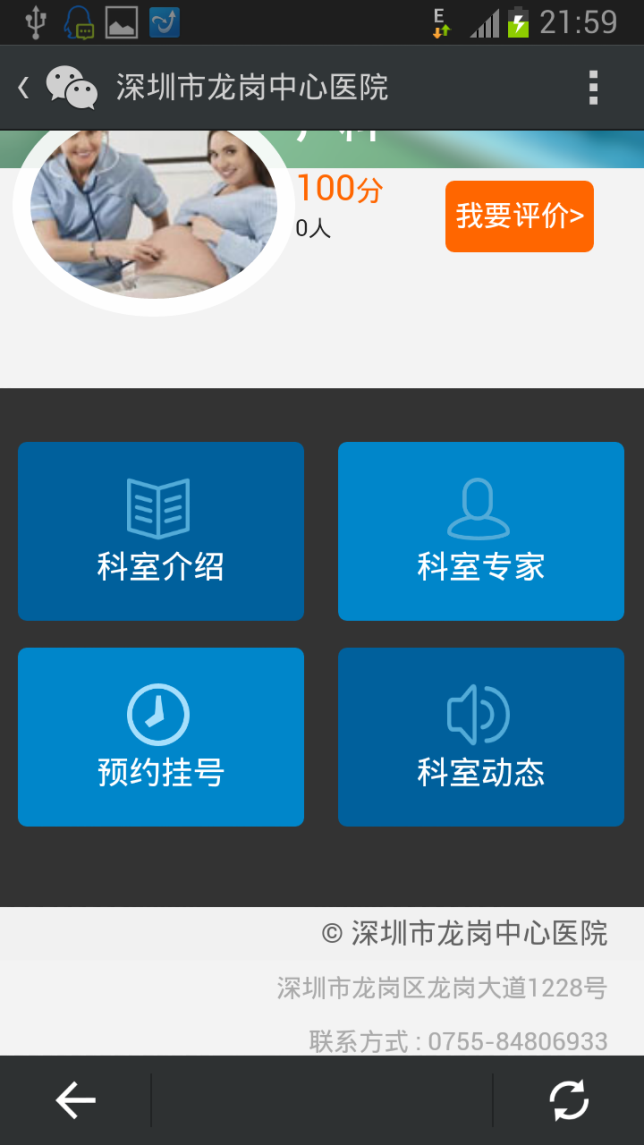 E
21:59
深圳市龙岗中心医院
100分
0人
我要评价>
科室介绍
科室专家
预约挂号
科室动态
© 深圳市龙岗中心医院
深圳市龙岗区龙岗大道1228号
联系方式 : 0755-84806933